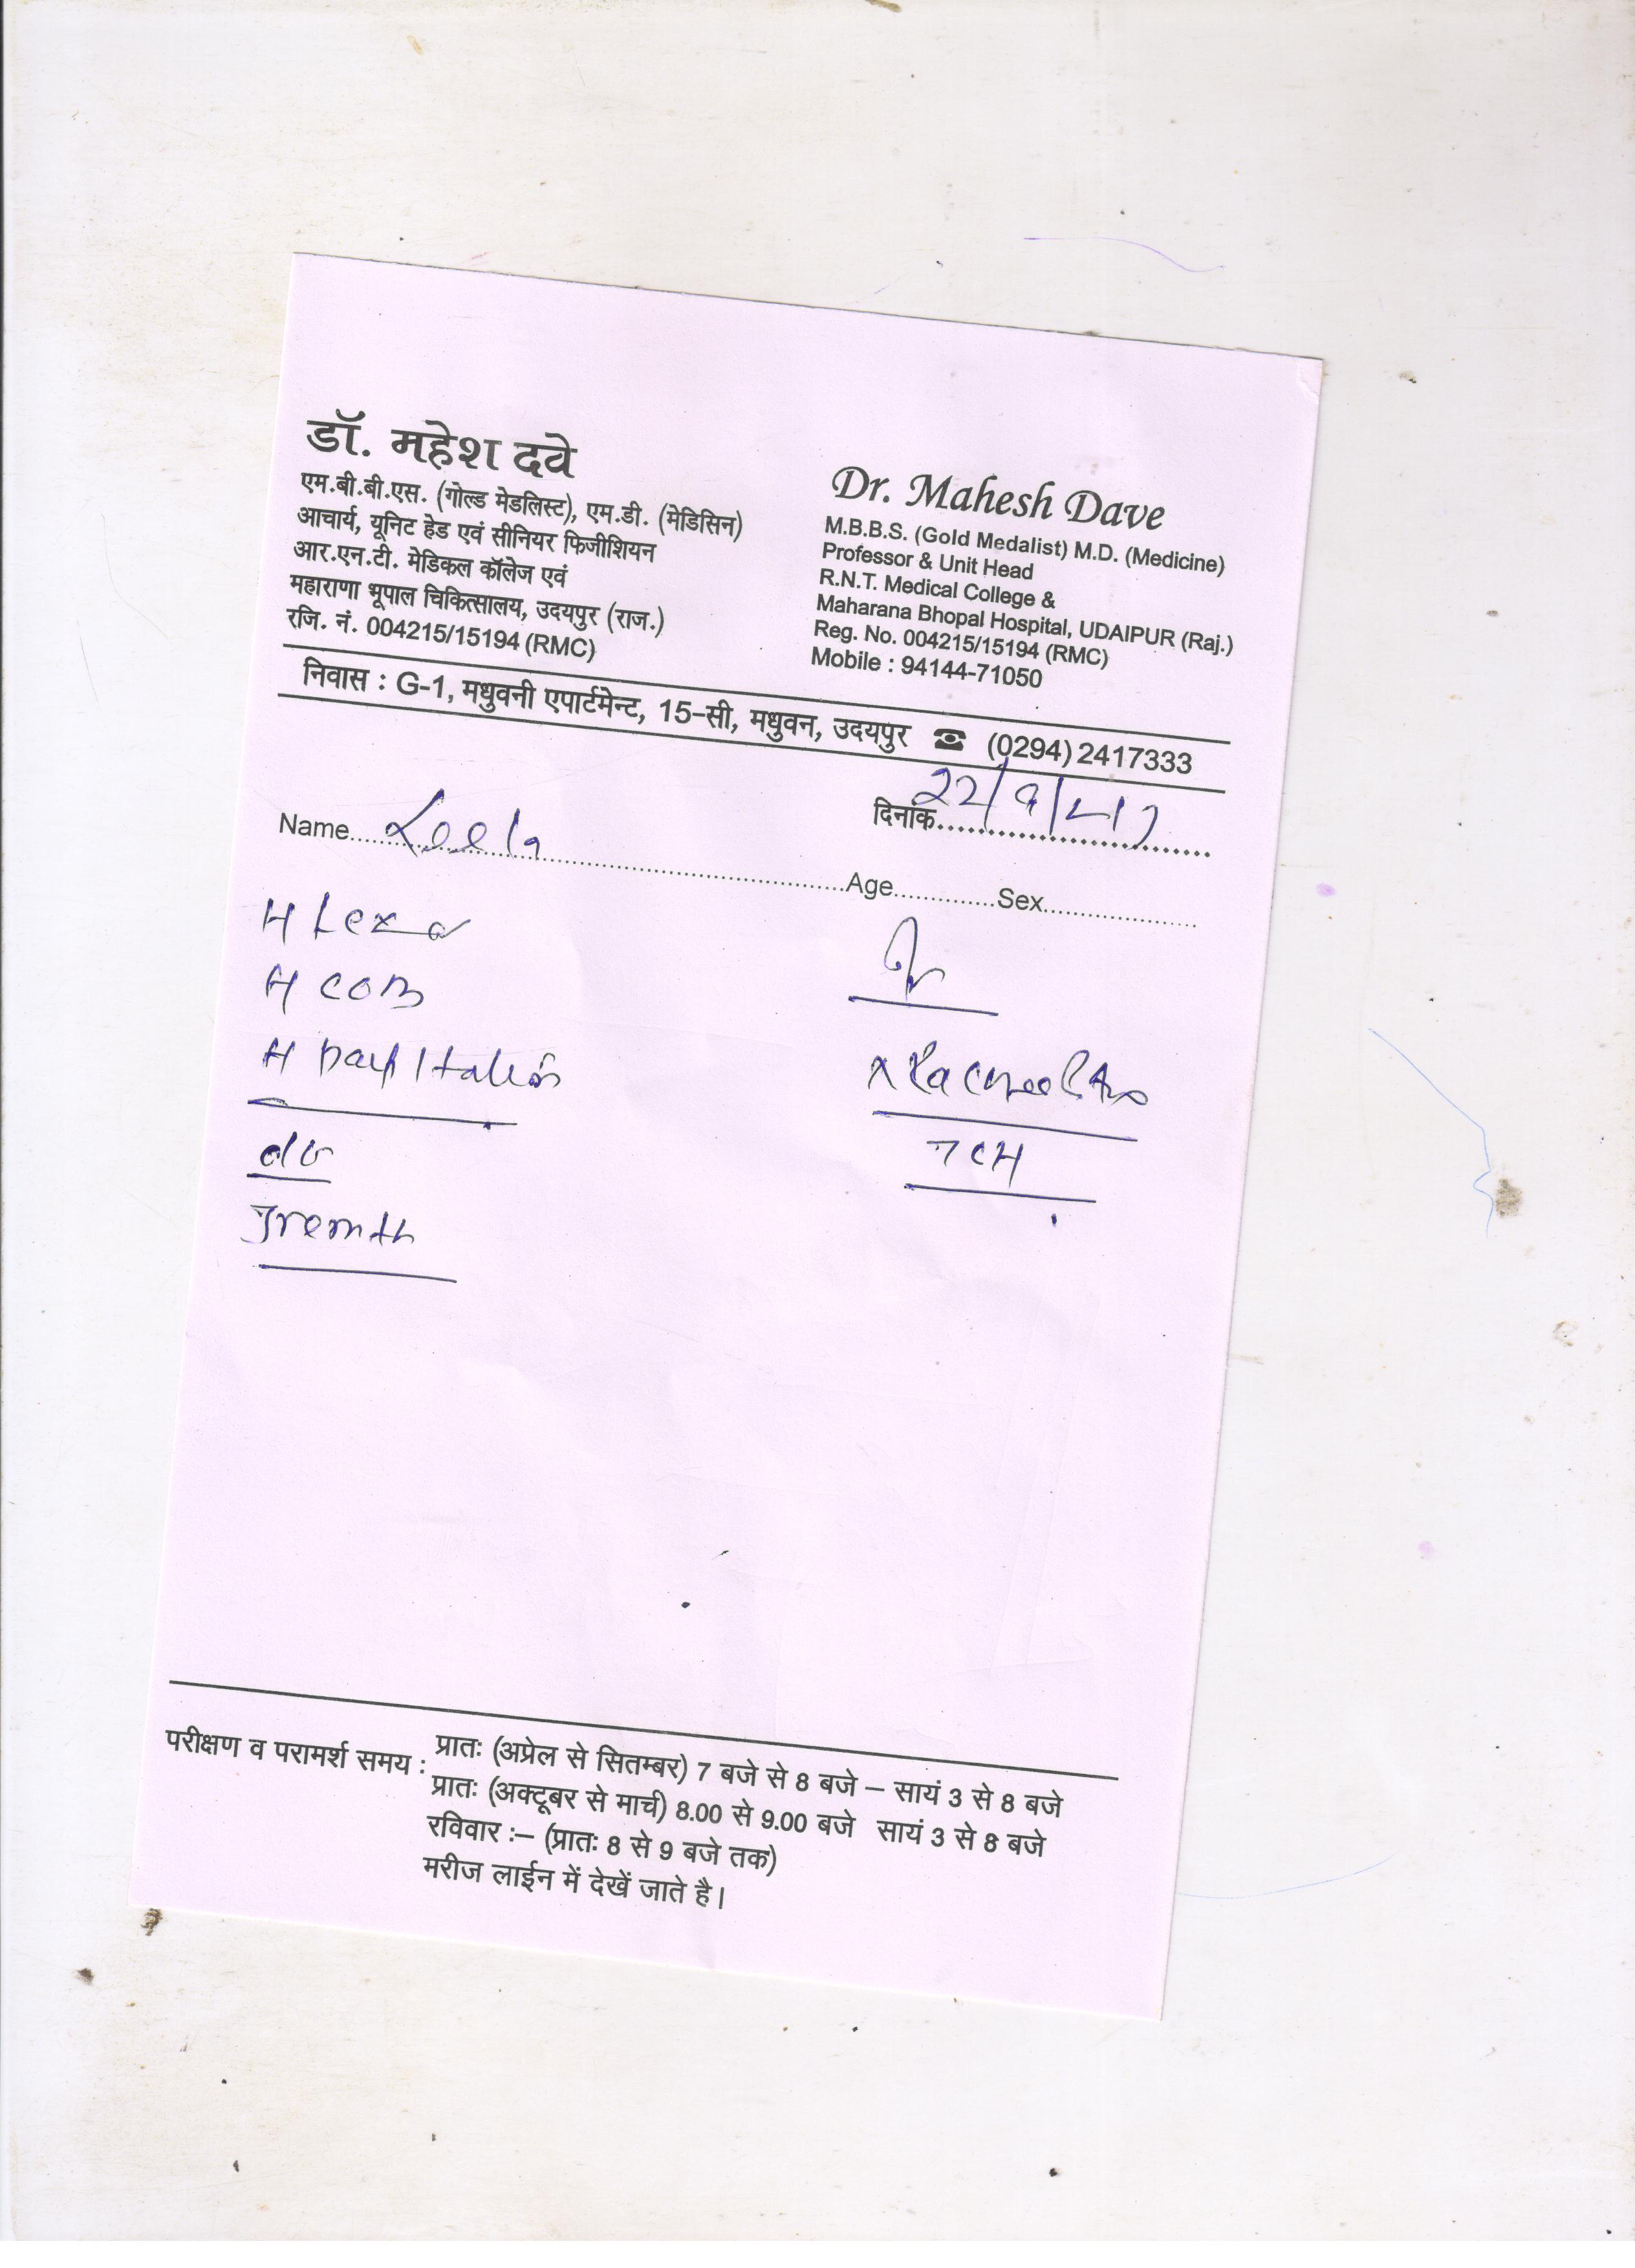 डॉ. महेश दवे
एम.बी.बी.एस. (गोल्ड मेडलिस्ट), एम.डी. (मेडिसिन)
आचार्य, यूनिट हेड एवं सीनियर फिजीशियन
आर.एन.टी. मेडिकल कॉलेज एवं
महाराणा भूपाल चिकित्सालय, उदयपुर (राज.)
रजि. नं. 004215/15194 (RMC)
Dr. Mahesh Dave
M.B.B.S. (Gold Medalist) M.D. (Medicine)
Professor & Unit Head
R.N.T. Medical College &
Maharana Bhopal Hospital, UDAIPUR (Raj.)
Reg. No. 004215/15194 (RMC)
Mobile : 94144-71050
निवास : G-1, मधुवनी एपार्टमेन्ट, 15-सी, मधुवन, उदयपुर ☎ (0294) 2417333
दिनांक
Name Leela
Age Sex
परीक्षण व परामर्श समय : प्रातः (अप्रेल से सितम्बर) 7 बजे से 8 बजे – सायं 3 से 8 बजे
प्रातः (अक्टूबर से मार्च) 8.00 से 9.00 बजे सायं 3 से 8 बजे
रविवार :– (प्रातः 8 से 9 बजे तक)
मरीज लाईन में देखें जाते है।